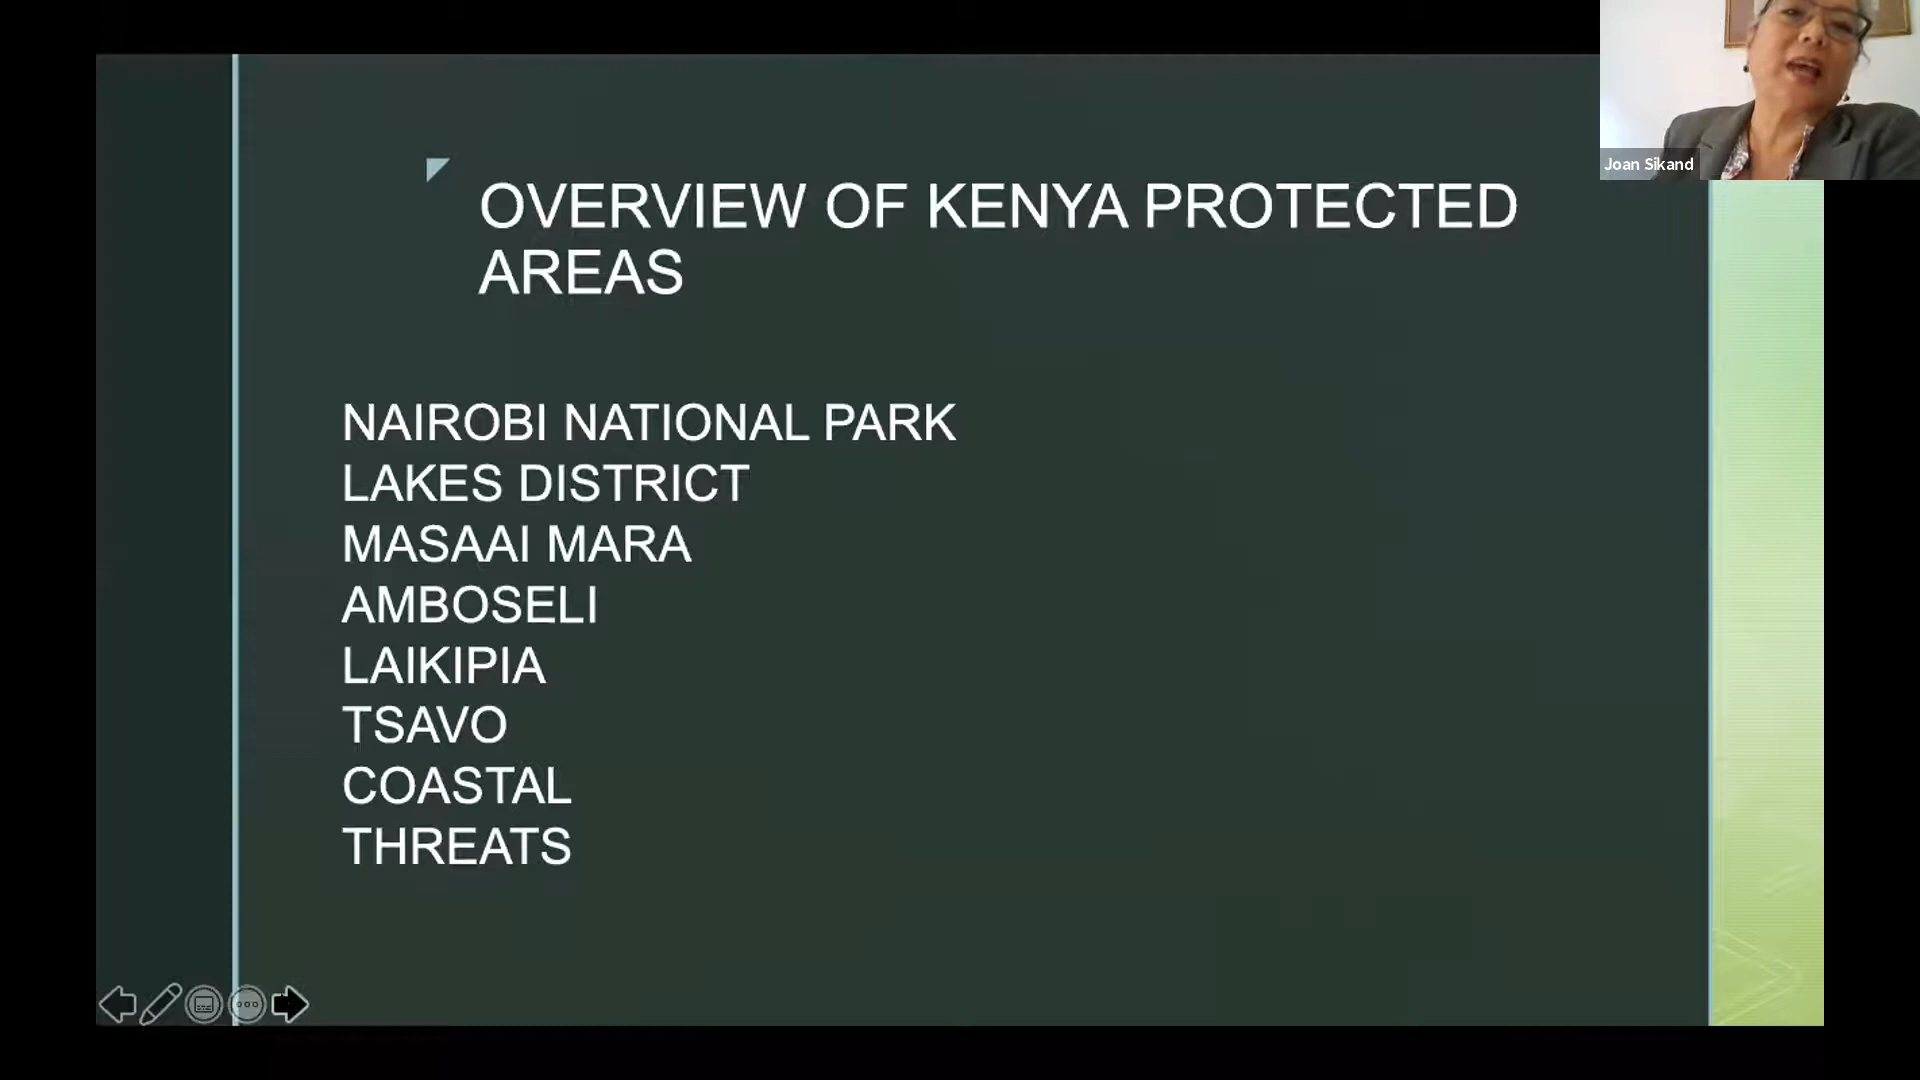 OVERVIEW OF KENYA PROTECTED
AREAS
NAIROBI NATIONAL PARK
LAKES DISTRICT
MASAAI MARA
AMBOSELI
LAIKIPIA
TSAVO
COASTAL
THREATS
Joan Sikand